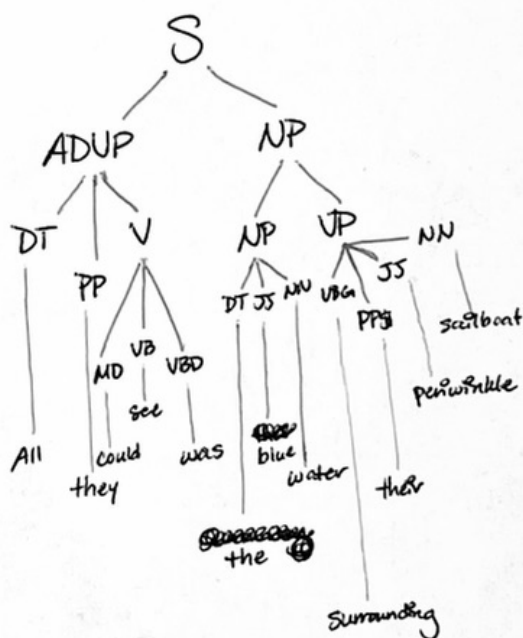 S
ADVP NP
DT V NP VP NN
PP DT JJ NN VBG PP$ JJ
MD VB VBD sailboat
see periwinkle
All could was blue water
they their
the
surrounding